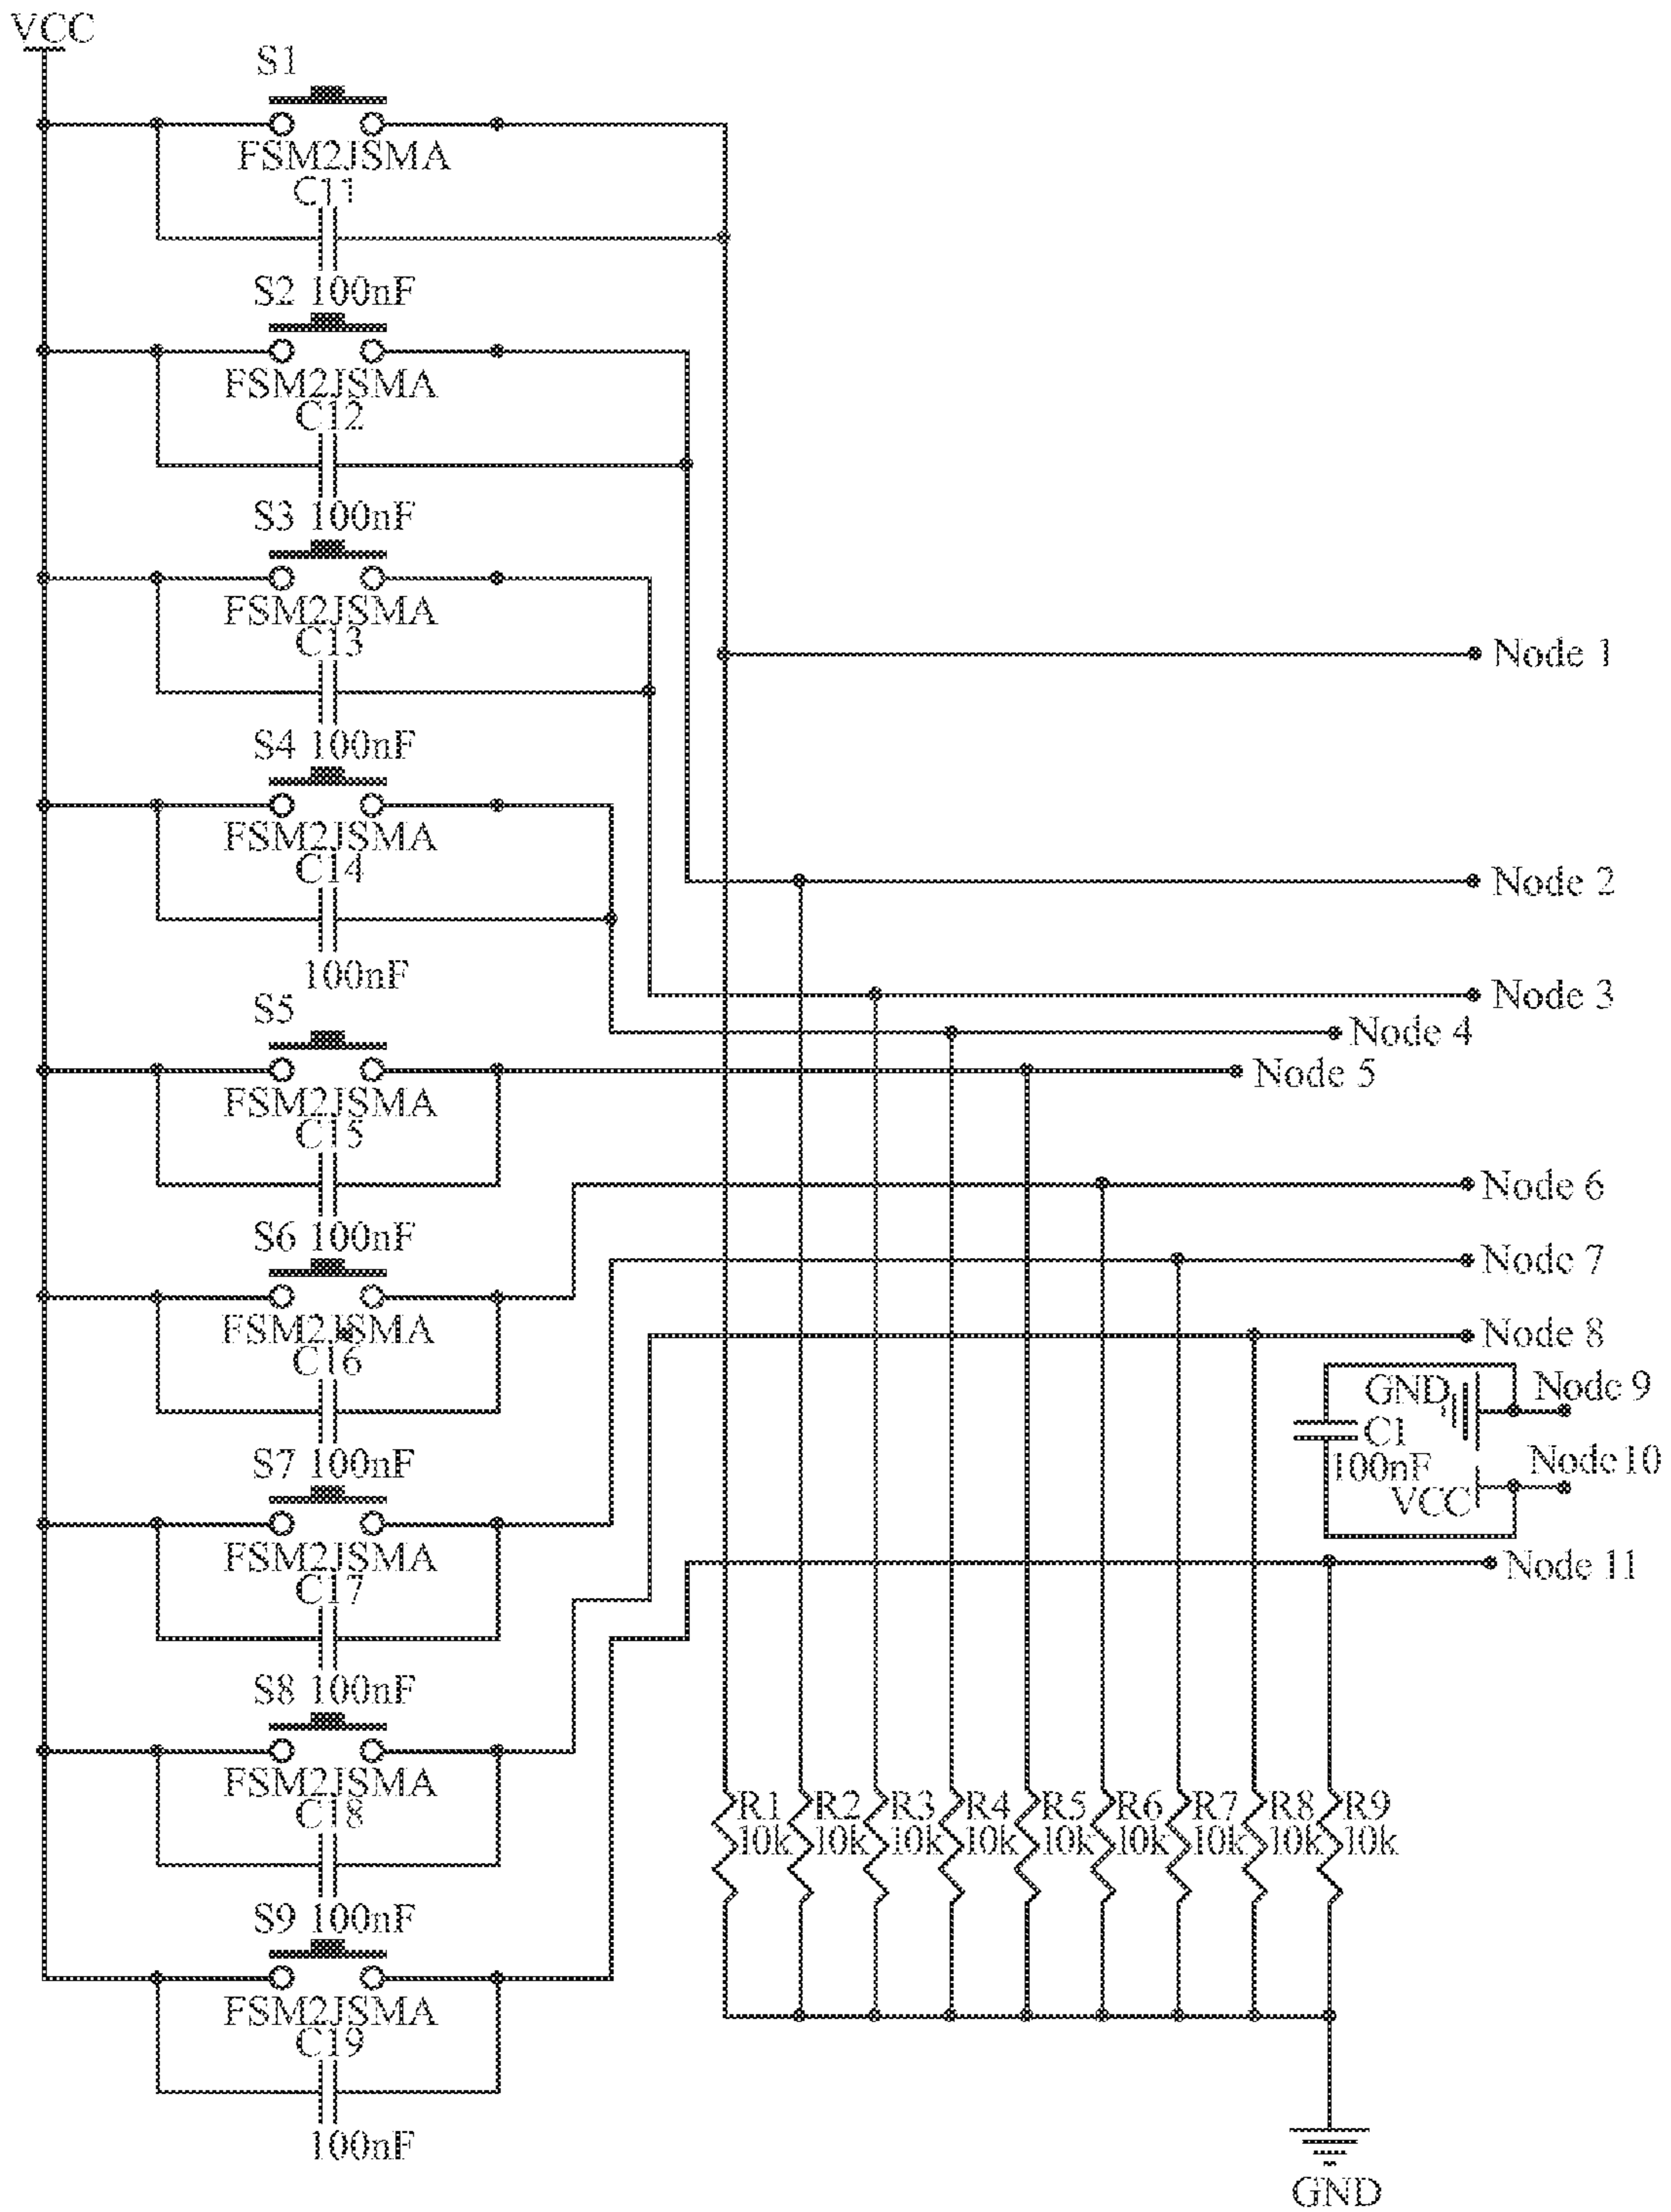 VCC
S1
FSM2JSMA
C11
S2 100nF
FSM2JSMA
C12
S3 100nF
FSM2JSMA
C13
Node 1
S4 100nF
FSM2JSMA
C14
Node 2
100nF
Node 3
S5
Node 4
Node 5
FSM2JSMA
C15
Node 6
S6 100nF
Node 7
FSM2JSMA
C16
Node 8
GND
Node 9
C1
100nF
Node10
VCC
S7 100nF
FSM2JSMA
C17
Node 11
S8 100nF
FSM2JSMA
C18
R1 R2 R3 R4 R5 R6 R7 R8 R9
10k 10k 10k 10k 10k 10k 10k 10k 10k
S9 100nF
FSM2JSMA
C19
100nF
GND